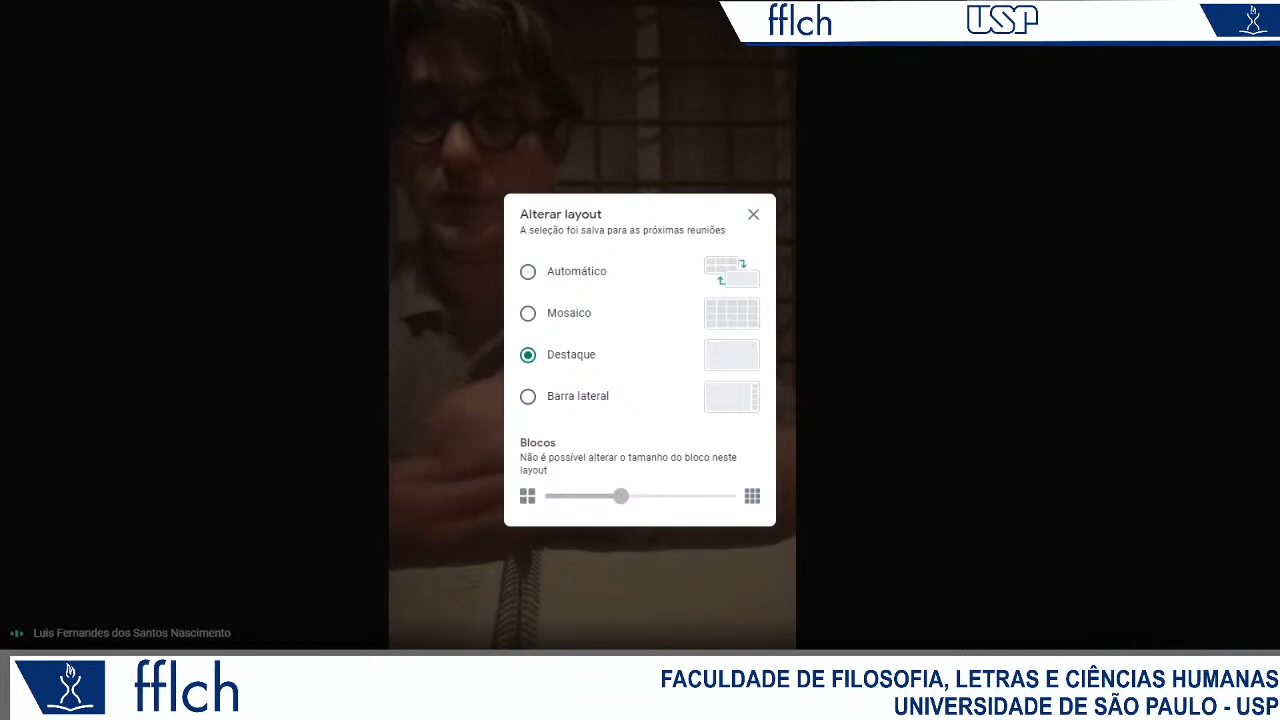 fflch
USP
Alterar layout
A seleção foi salva para as próximas reuniões
Automático
Mosaico
Destaque
Barra lateral
Blocos
Não é possível alterar o tamanho do bloco neste
layout
Luis Fernandes dos Santos Nascimento
fflch
FACULDADE DE FILOSOFIA, LETRAS E CIÊNCIAS HUMANAS
UNIVERSIDADE DE SÃO PAULO - USP